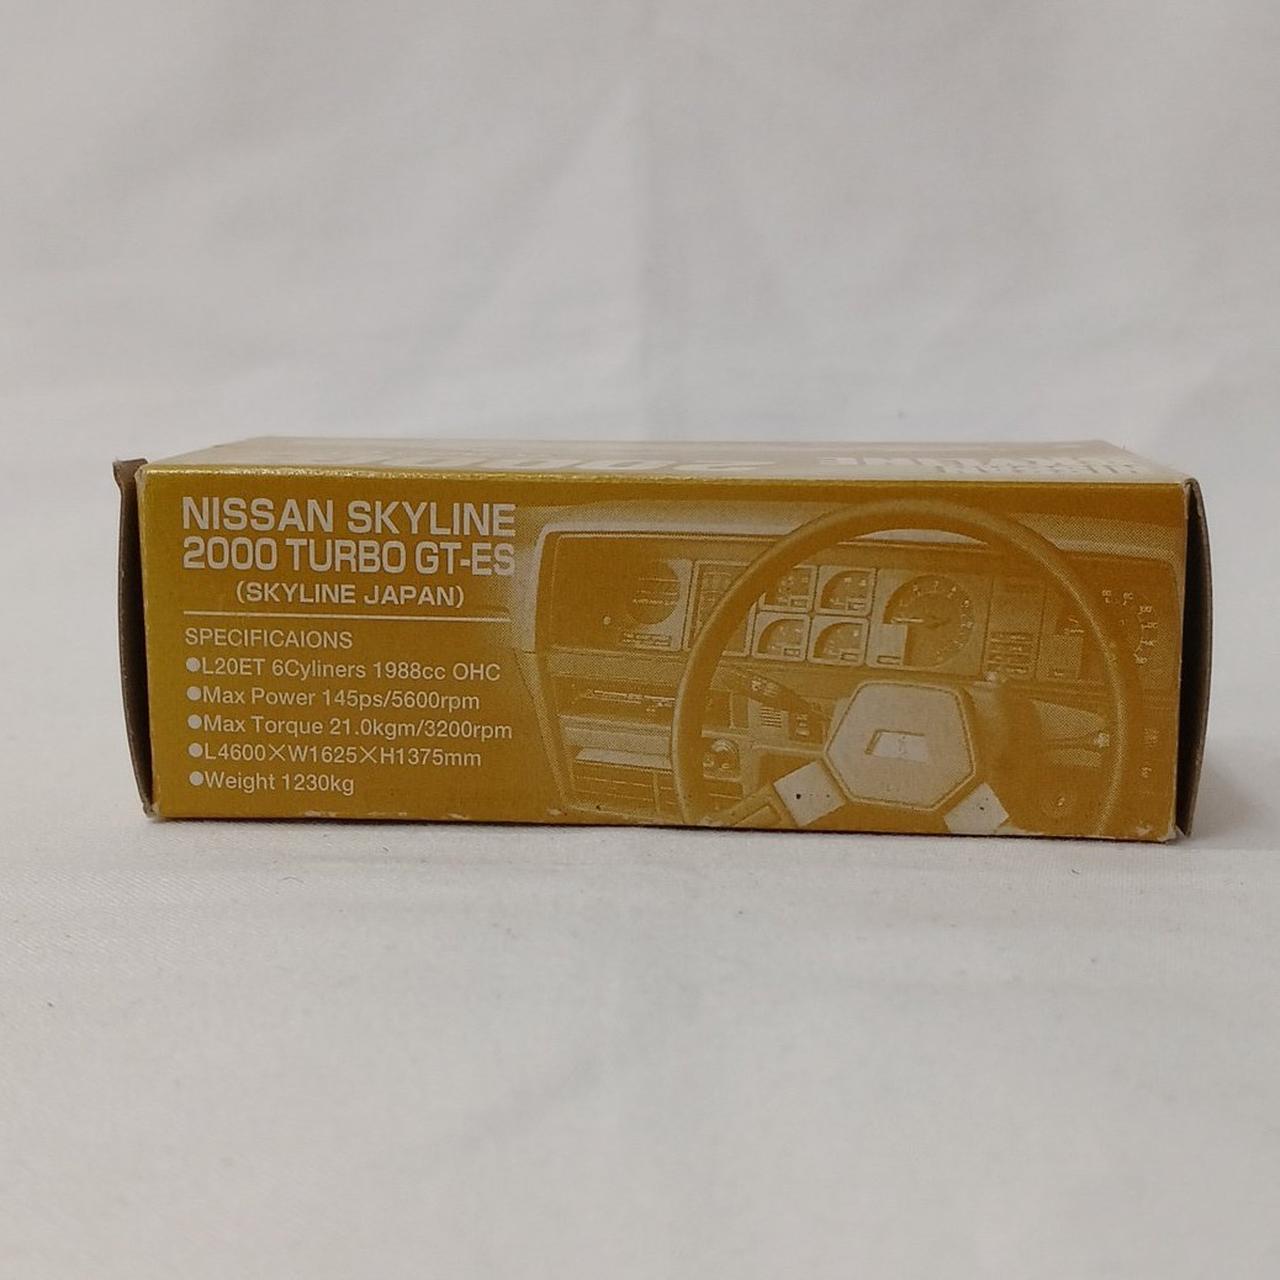 NISSAN SKYLINE
2000 TURBO GT-ES
(SKYLINE JAPAN)
SPECIFICAIONS
●L20ET 6Cyliners 1988cc OHC
●Max Power 145ps/5600rpm
●Max Torque 21.0kgm/3200rpm
●L4600×W1625×H1375mm
●Weight 1230kg